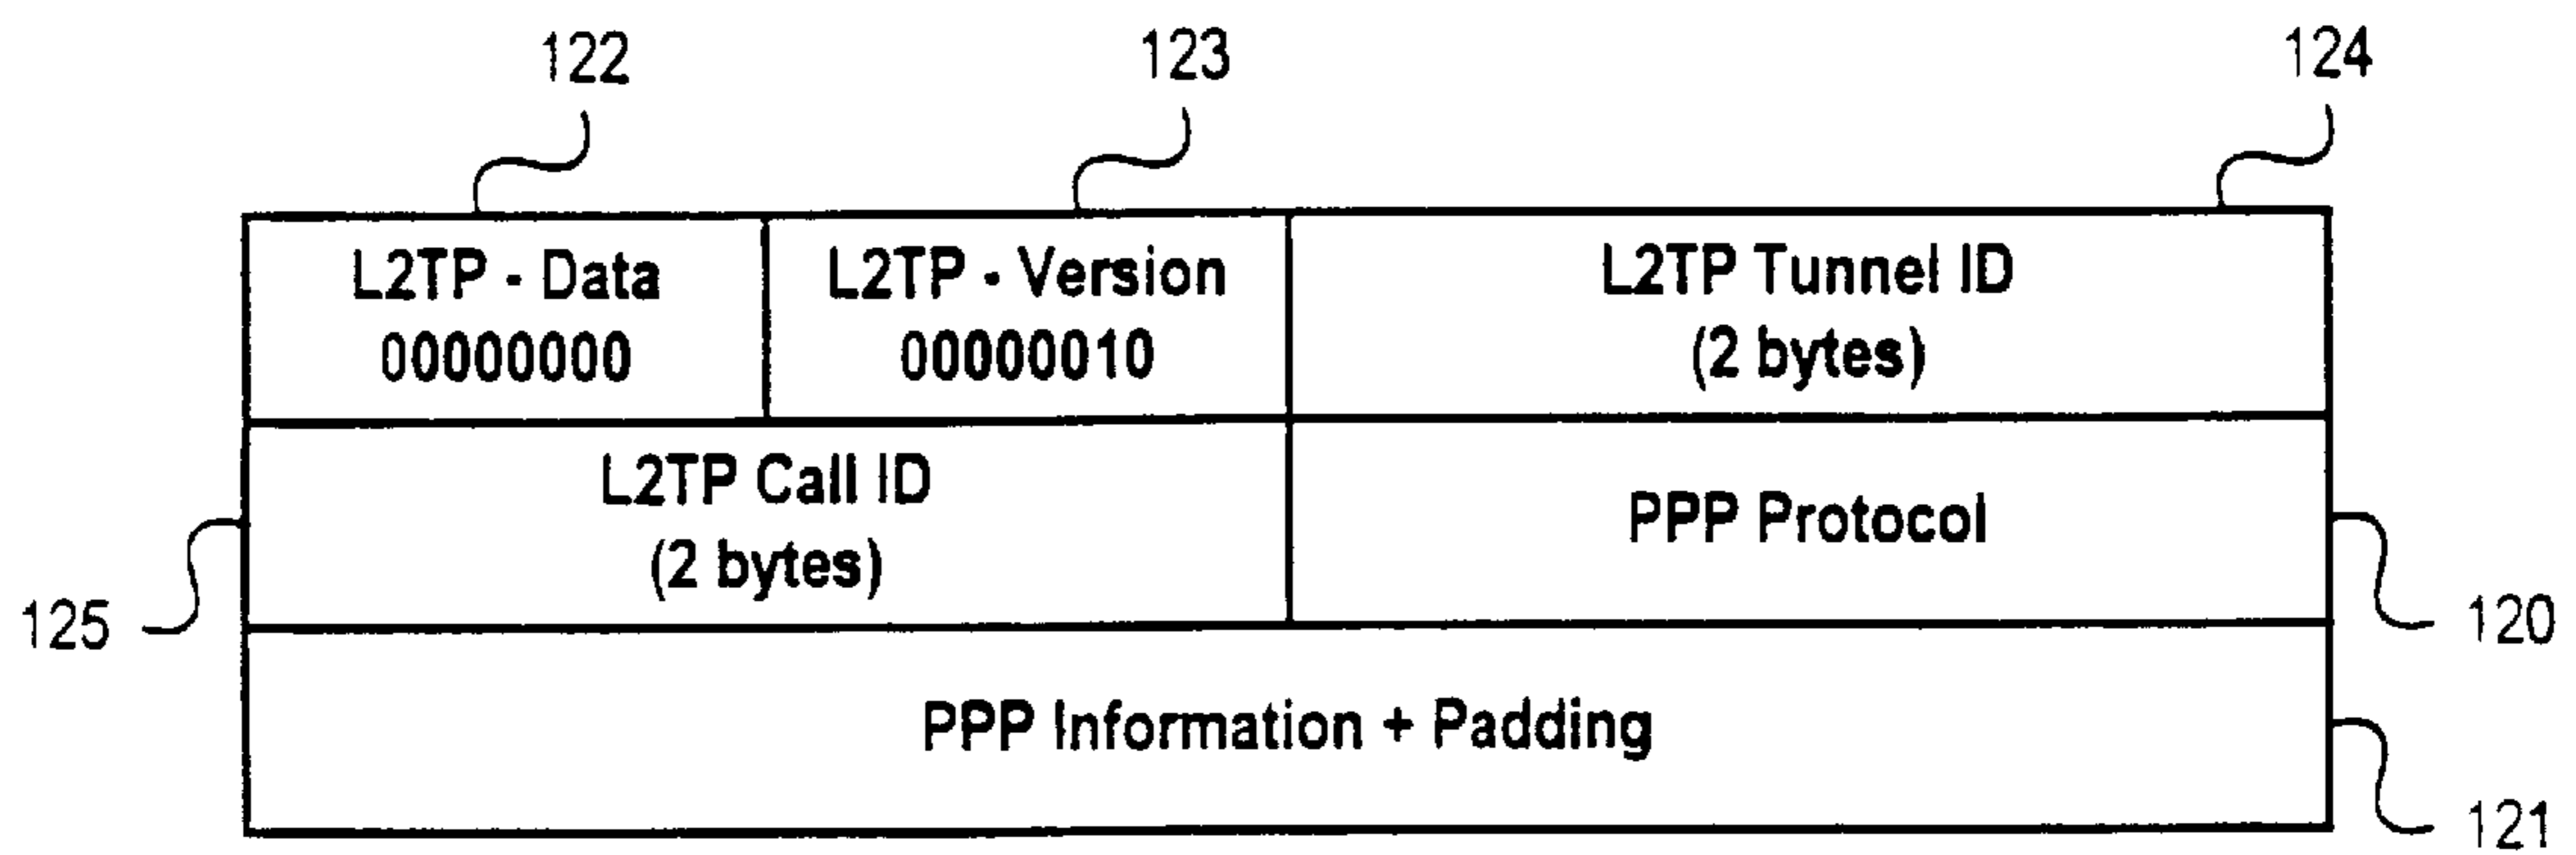 122
123
124
L2TP - Data
00000000
L2TP - Version
00000010
L2TP Tunnel ID
(2 bytes)
L2TP Call ID
(2 bytes)
PPP Protocol
125
120
PPP Information + Padding
121